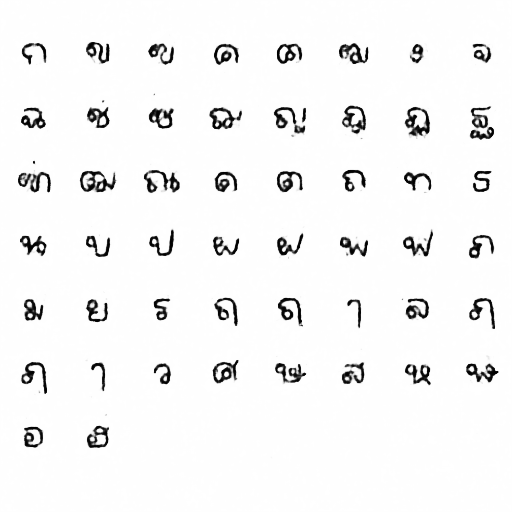 ก ข ฃ ค ฅ ฆ ง จ
ฉ ช ซ ฌ ญ ฎ ฏ ฐ
ฑ ฒ ณ ด ต ถ ท ธ
น บ ป ผ ฝ พ ฟ ภ
ม ย ร ฤ ฤ ๅ ล ฦ
ฦ ๅ ว ศ ษ ส ห ฬ
อ ฮ